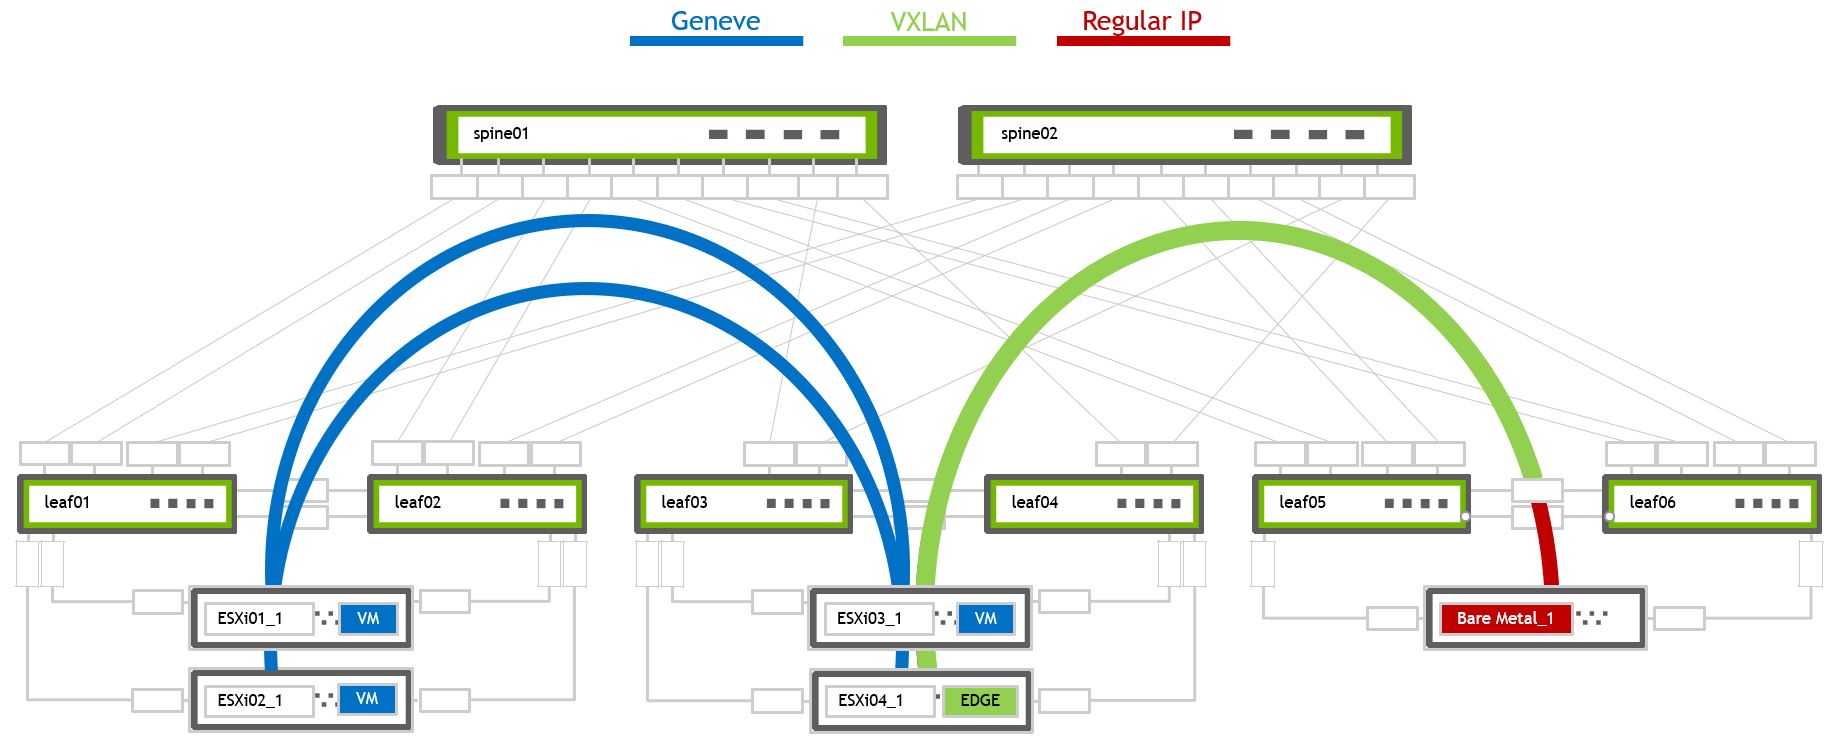 Geneve
VXLAN
Regular IP
spine01
spine02
leaf01
leaf02
leaf03
leaf04
leaf05
leaf06
ESXi01_1
VM
ESXi03_1
VM
Bare Metal_1
ESXi02_1
VM
ESXi04_1
EDGE